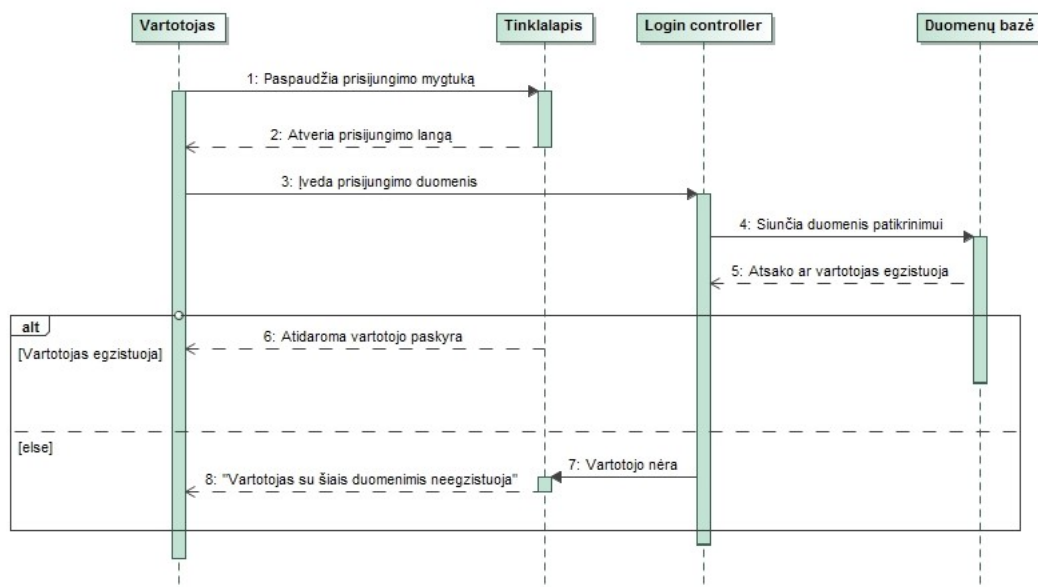 Vartotojas
Tinklalapis
Login controller
Duomenų bazė
1: Paspaudžia prisijungimo mygtuką
2: Atveria prisijungimo langą
3: Įveda prisijungimo duomenis
4: Siunčia duomenis patikrinimui
5: Atsako ar vartotojas egzistuoja
alt
6: Atidaroma vartotojo paskyra
[Vartotojas egzistuoja]
[else]
7: Vartotojo nėra
8: "Vartotojas su šiais duomenimis neegzistuoja"